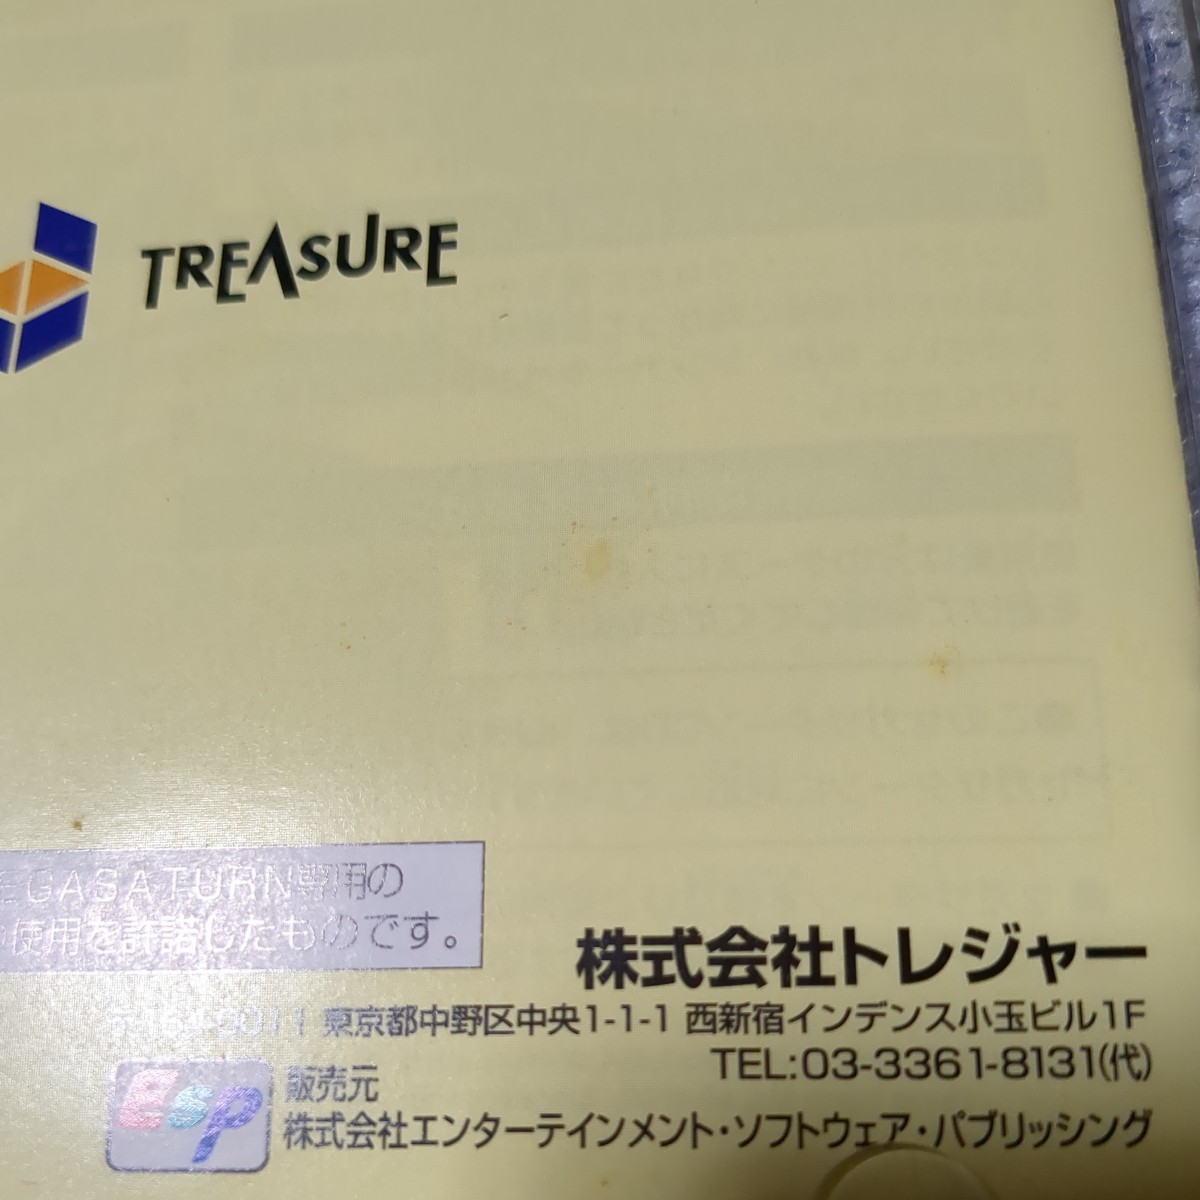 TREASURE
GASATURN専用の
使用を許諾したものです。
株式会社トレジャー
東京都中野区中央1-1-1 西新宿インデンス小玉ビル1F
TEL:03-3361-8131(代)
ESP
販売元
株式会社エンターテインメント・ソフトウェア・パブリッシング